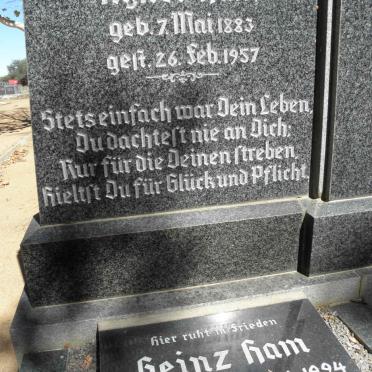 geb. 7. Mai 1883
gest. 26. Feb. 1957
Stets einfach war Dein Leben,
Du dachtest nie an Dich;
Nur für die Deinen streben
hieltst Du für Glück und Pflicht.
Hier ruht in Frieden
Heinz Ham
1994